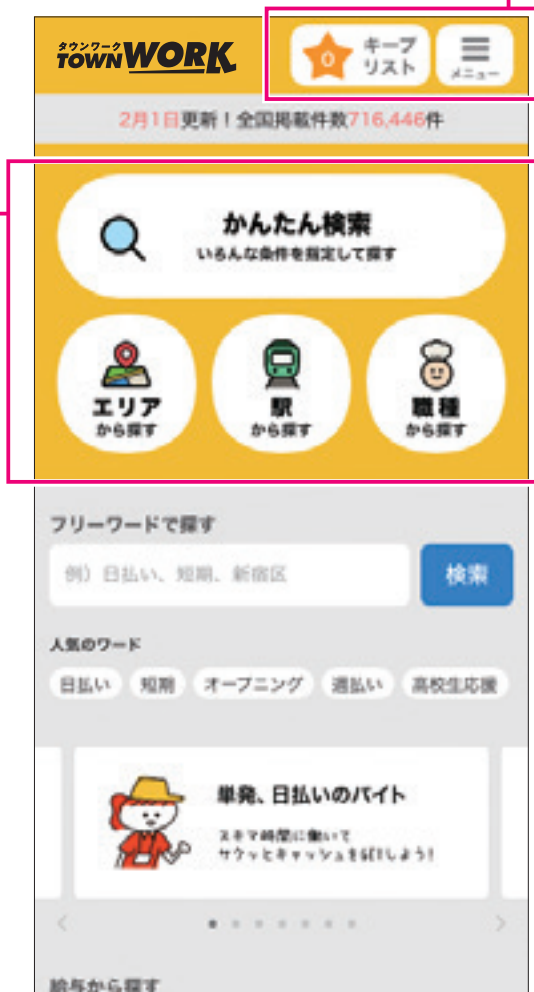 タウンワーク
TOWNWORK
0
キープ
リスト
メニュー
2月1日更新！全国掲載件数716,446件
かんたん検索
いろんな条件を指定して探す
エリア
から探す
駅
から探す
職種
から探す
フリーワードで探す
例）日払い、短期、新宿区
検索
人気のワード
日払い 短期 オープニング 週払い 高校生応援
単発、日払いのバイト
スキマ時間に働いて
サクッとキャッシュをGETしよう!
給与から探す